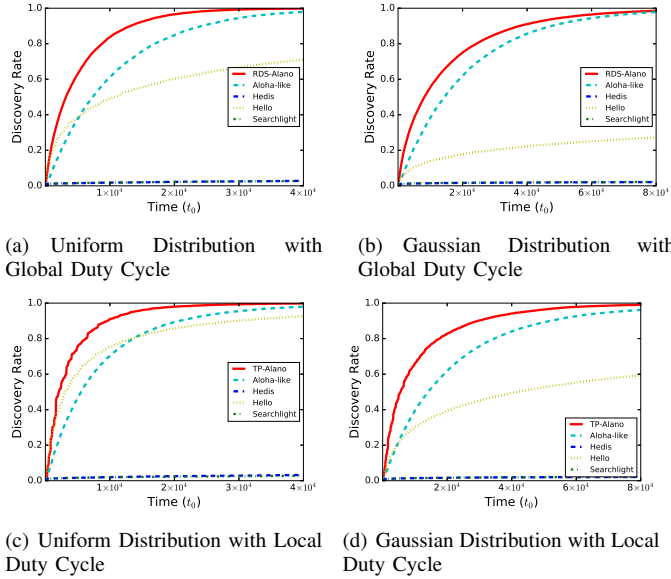 1.0
0.8
0.6
0.4
0.2
0.0
Discovery Rate
1×10⁴
2×10⁴
3×10⁴
4×10⁴
Time (t₀)
RDS-Alano
Aloha-like
Hedis
Hello
Searchlight
1.0
0.8
0.6
0.4
0.2
0.0
Discovery Rate
2×10⁴
4×10⁴
6×10⁴
8×10⁴
Time (t₀)
RDS-Alano
Aloha-like
Hedis
Hello
Searchlight
(a) Uniform Distribution with
Global Duty Cycle
(b) Gaussian Distribution with
Global Duty Cycle
1.0
0.8
0.6
0.4
0.2
0.0
Discovery Rate
1×10⁴
2×10⁴
3×10⁴
4×10⁴
Time (t₀)
TP-Alano
Aloha-like
Hedis
Hello
Searchlight
1.0
0.8
0.6
0.4
0.2
0.0
Discovery Rate
2×10⁴
4×10⁴
6×10⁴
8×10⁴
Time (t₀)
TP-Alano
Aloha-like
Hedis
Hello
Searchlight
(c) Uniform Distribution with Local
Duty Cycle
(d) Gaussian Distribution with Local
Duty Cycle